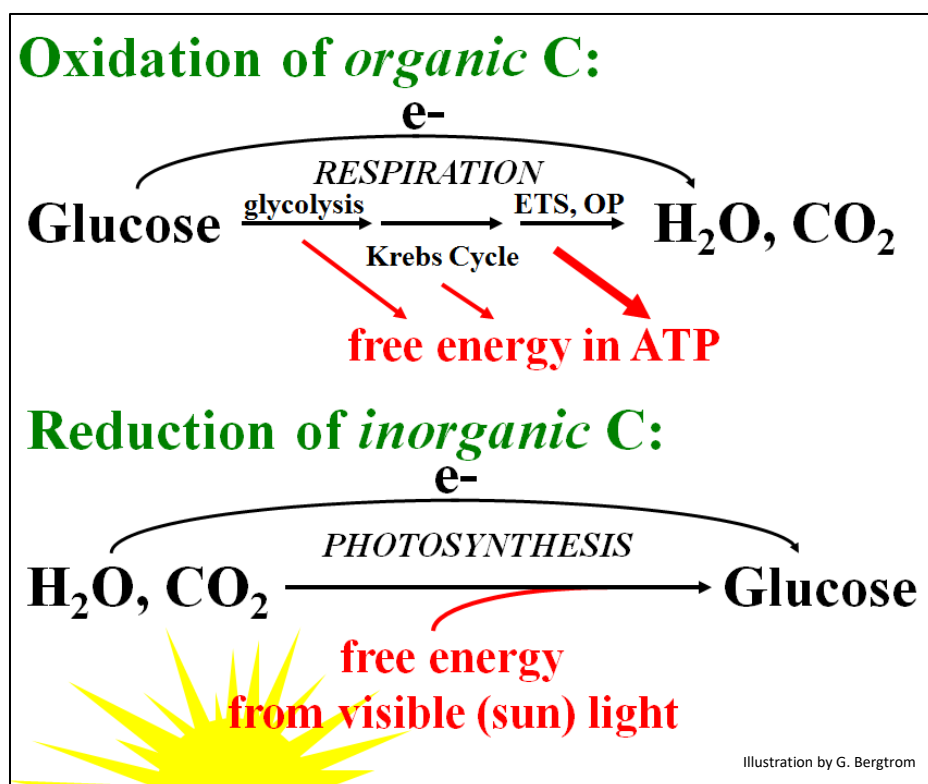 Oxidation of organic C:
e-
RESPIRATION
Glucose glycolysis Krebs Cycle ETS, OP H₂O, CO₂
free energy in ATP
Reduction of inorganic C:
e-
PHOTOSYNTHESIS
H₂O, CO₂ Glucose
free energy
from visible (sun) light
Illustration by G. Bergtrom